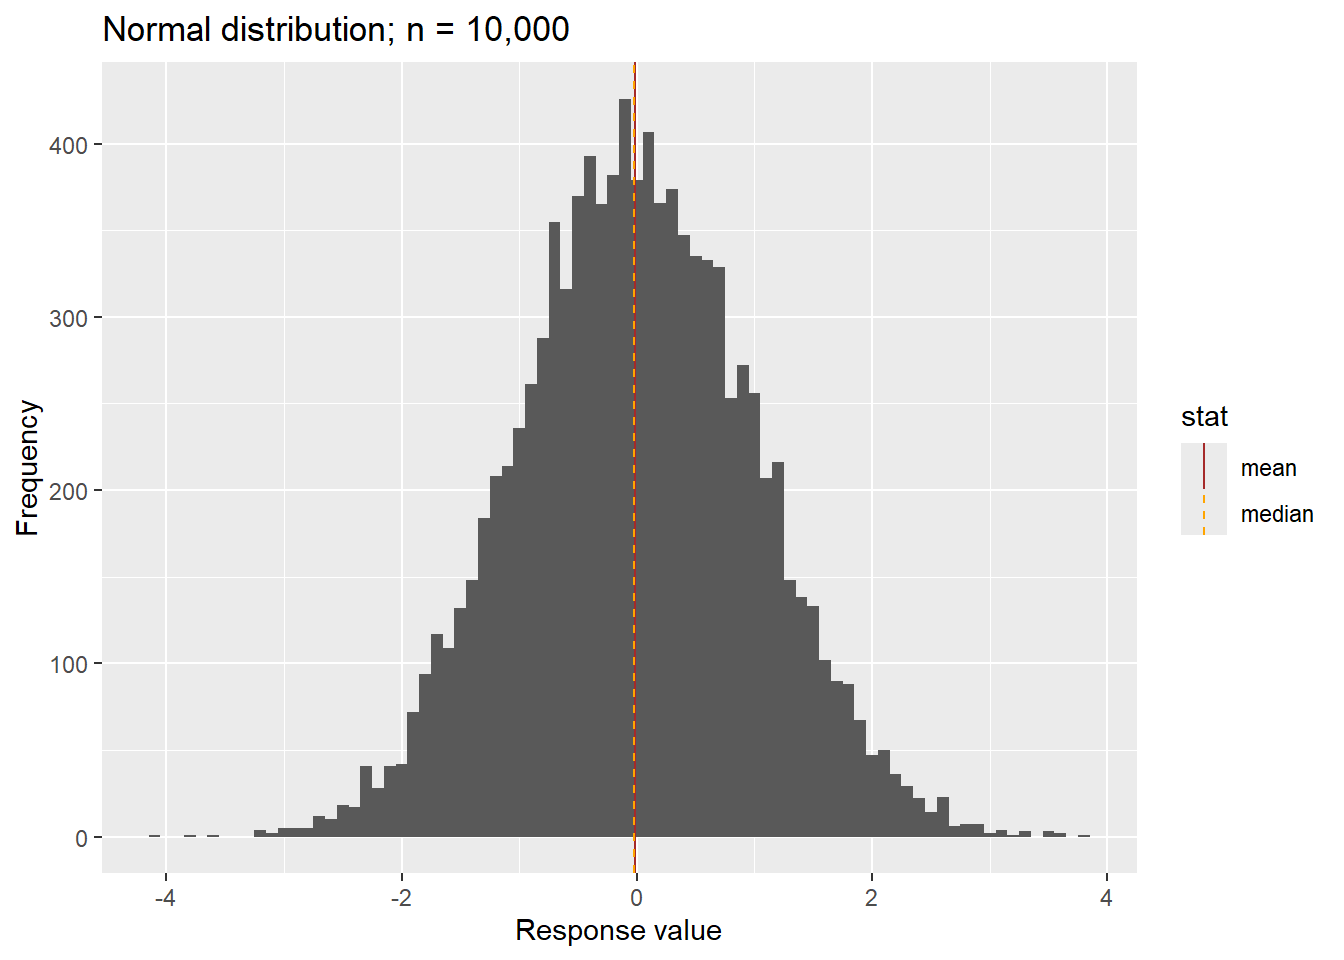 Normal distribution; n = 10,000
Frequency
400
300
200
100
0
-4
-2
0
2
4
Response value
stat
mean
median